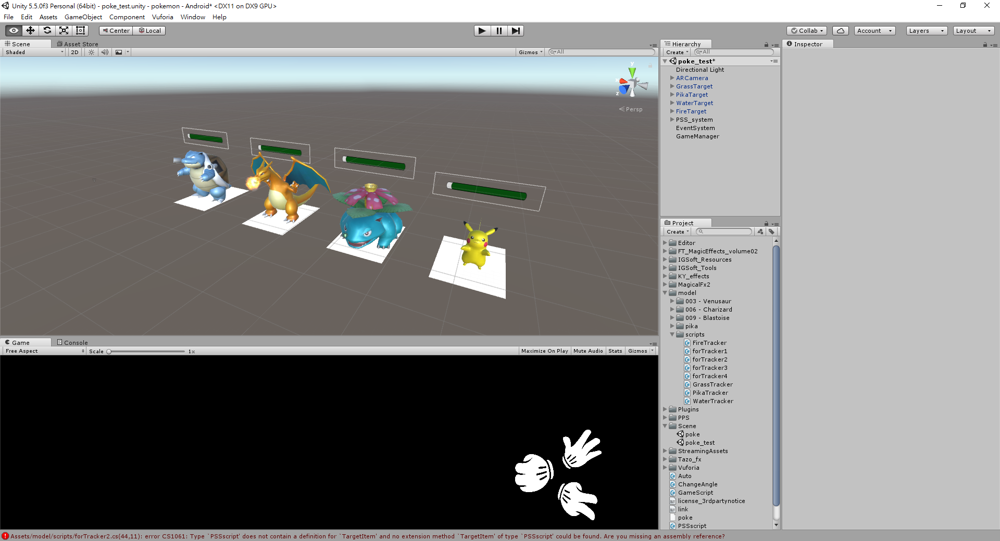 Unity 5.5.0f3 Personal (64bit) - poke_test.unity - pokemon - Android* <DX11 on DX9 GPU>
File Edit Assets GameObject Component Vuforia Window Help
Center Local
Collab Account Layers Layout
Scene Asset Store
Shaded 2D Gizmos All
y
x
z
Persp
Game Console
Free Aspect Scale 1x Maximize On Play Mute Audio Stats Gizmos
Hierarchy
Create All
poke_test*
Directional Light
ARCamera
GrassTarget
PikaTarget
WaterTarget
FireTarget
PSS_system
EventSystem
GameManager
Project
Create
Editor
FT_MagicEffects_volume02
IGSoft_Resources
IGSoft_Tools
KY_effects
MagicalFx2
model
003 - Venusaur
006 - Charizard
009 - Blastoise
pika
scripts
FireTracker
forTracker1
forTracker2
forTracker3
forTracker4
GrassTracker
PikaTracker
WaterTracker
Plugins
PPS
Scene
poke
poke_test
StreamingAssets
Tazo_fx
Vuforia
Auto
ChangeAngle
GameScript
license_3rdpartynotice
link
poke
PSSscript
Inspector
Assets/model/scripts/forTracker2.cs(44,11): error CS1061: Type `PSSscript' does not contain a definition for `TargetItem' and no extension method `TargetItem' of type `PSSscript' could be found. Are you missing an assembly reference?